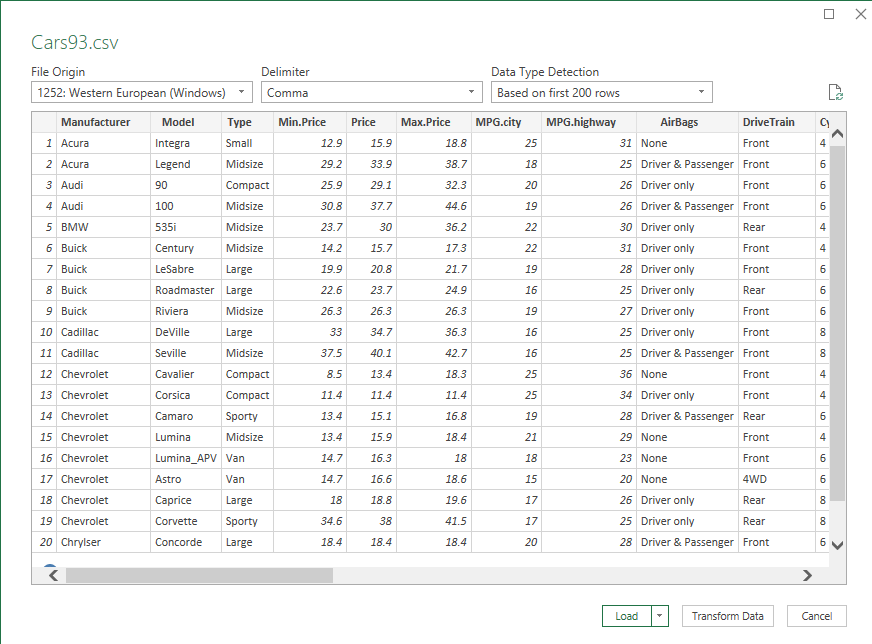 Cars93.csv
File Origin Delimiter Data Type Detection
1252: Western European (Windows) Comma Based on first 200 rows
Manufacturer Model Type Min.Price Price Max.Price MPG.city MPG.highway AirBags DriveTrain Cy
1 Acura Integra Small 12.9 15.9 18.8 25 31 None Front 4
2 Acura Legend Midsize 29.2 33.9 38.7 18 25 Driver & Passenger Front 6
3 Audi 90 Compact 25.9 29.1 32.3 20 26 Driver only Front 6
4 Audi 100 Midsize 30.8 37.7 44.6 19 26 Driver & Passenger Front 6
5 BMW 535i Midsize 23.7 30 36.2 22 30 Driver only Rear 4
6 Buick Century Midsize 14.2 15.7 17.3 22 31 Driver only Front 4
7 Buick LeSabre Large 19.9 20.8 21.7 19 28 Driver only Front 6
8 Buick Roadmaster Large 22.6 23.7 24.9 16 25 Driver only Rear 6
9 Buick Riviera Midsize 26.3 26.3 26.3 19 27 Driver only Front 6
10 Cadillac DeVille Large 33 34.7 36.3 16 25 Driver only Front 8
11 Cadillac Seville Midsize 37.5 40.1 42.7 16 25 Driver & Passenger Front 8
12 Chevrolet Cavalier Compact 8.5 13.4 18.3 25 36 None Front 4
13 Chevrolet Corsica Compact 11.4 11.4 11.4 25 34 Driver only Front 4
14 Chevrolet Camaro Sporty 13.4 15.1 16.8 19 28 Driver & Passenger Rear 6
15 Chevrolet Lumina Midsize 13.4 15.9 18.4 21 29 None Front 4
16 Chevrolet Lumina_APV Van 14.7 16.3 18 18 23 None Front 6
17 Chevrolet Astro Van 14.7 16.6 18.6 15 20 None 4WD 6
18 Chevrolet Caprice Large 18 18.8 19.6 17 26 Driver only Rear 8
19 Chevrolet Corvette Sporty 34.6 38 41.5 17 25 Driver only Rear 8
20 Chrylser Concorde Large 18.4 18.4 18.4 20 28 Driver & Passenger Front 6
Load Transform Data Cancel